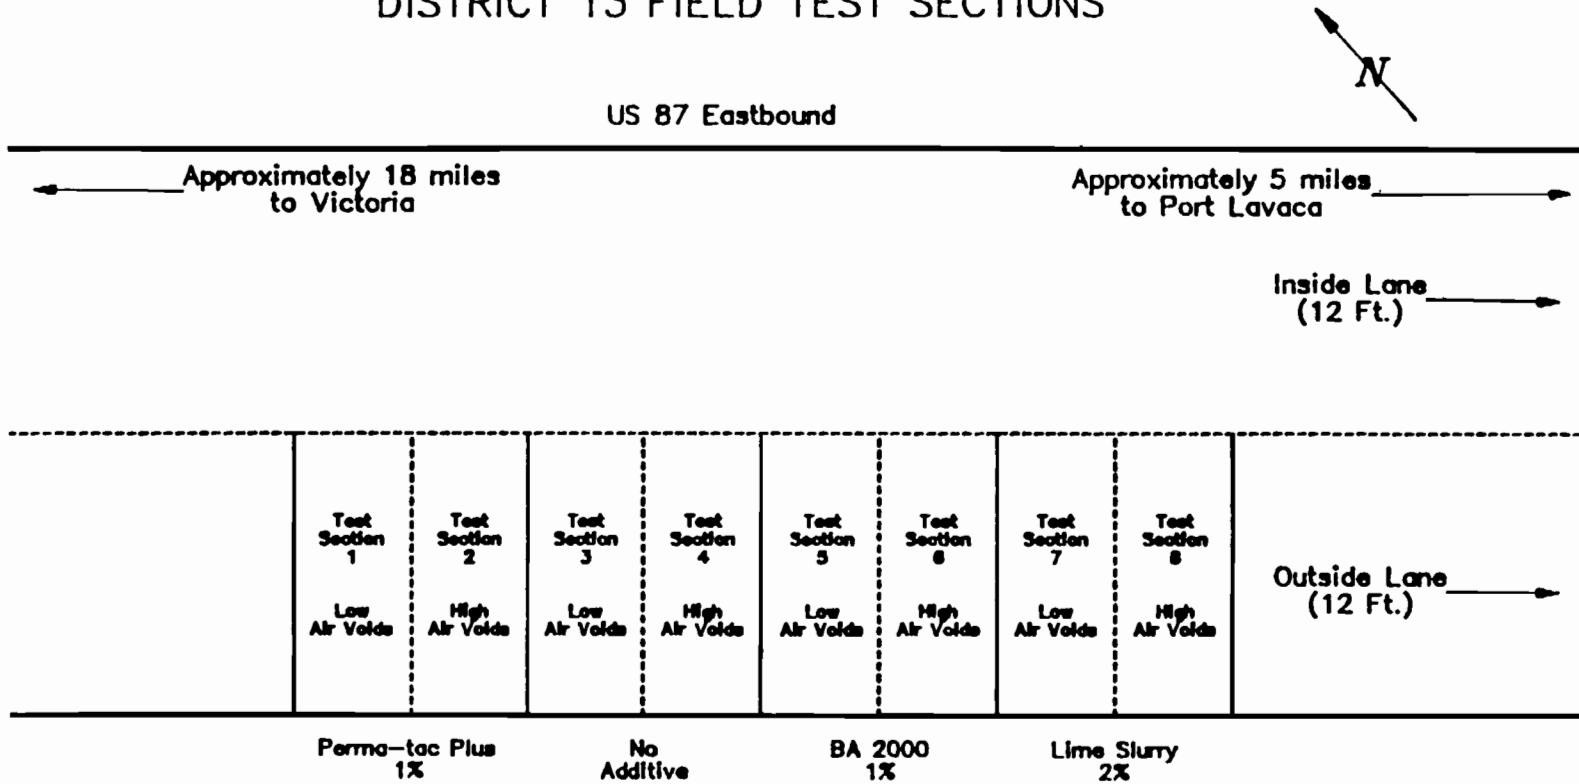 DISTRICT 13 FIELD TEST SECTIONS
N
US 87 Eastbound
Approximately 18 miles
to Victoria
Approximately 5 miles
to Port Lavaca
Inside Lane
(12 Ft.)
Test
Section
1
Low
Air Voids
Test
Section
2
High
Air Voids
Test
Section
3
Low
Air Voids
Test
Section
4
High
Air Voids
Test
Section
5
Low
Air Voids
Test
Section
6
High
Air Voids
Test
Section
7
Low
Air Voids
Test
Section
8
High
Air Voids
Outside Lane
(12 Ft.)
Perma-tac Plus
1%
No
Additive
BA 2000
1%
Lime Slurry
2%